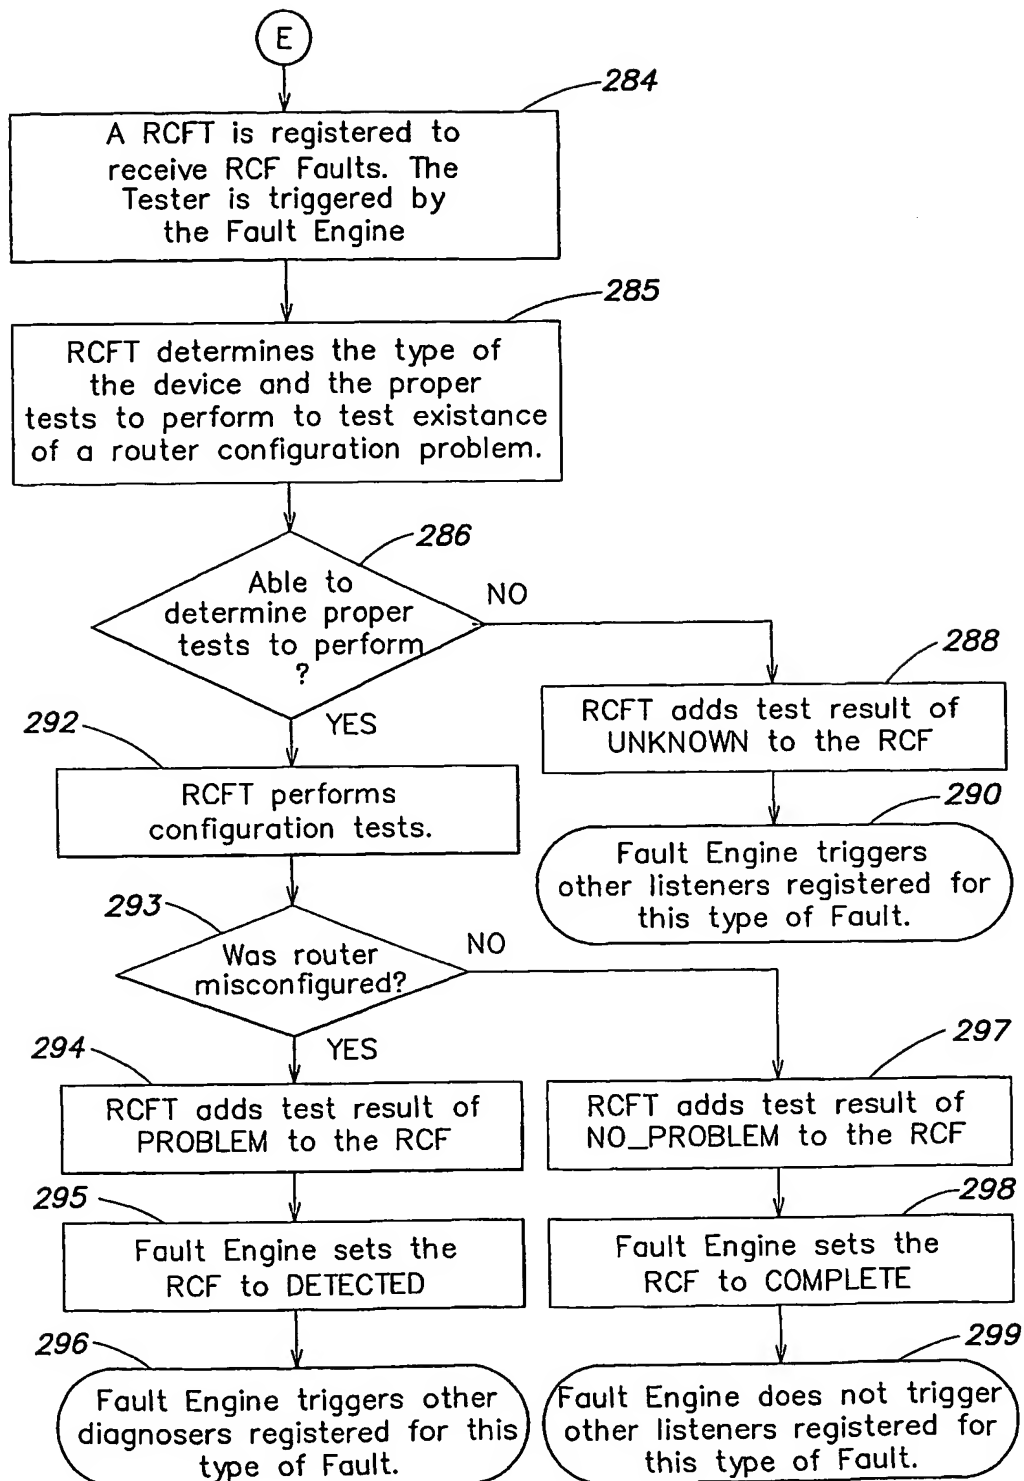 E
284
A RCFT is registered to
receive RCF Faults. The
Tester is triggered by
the Fault Engine
285
RCFT determines the type of
the device and the proper
tests to perform to test existance
of a router configuration problem.
286
Able to
determine proper
tests to perform
?
NO
YES
288
RCFT adds test result of
UNKNOWN to the RCF
290
Fault Engine triggers
other listeners registered for
this type of Fault.
292
RCFT performs
configuration tests.
293
Was router
misconfigured?
NO
YES
294
RCFT adds test result of
PROBLEM to the RCF
295
Fault Engine sets the
RCF to DETECTED
296
Fault Engine triggers other
diagnosers registered for this
type of Fault.
297
RCFT adds test result of
NO_PROBLEM to the RCF
298
Fault Engine sets the
RCF to COMPLETE
299
Fault Engine does not trigger
other listeners registered for
this type of Fault.